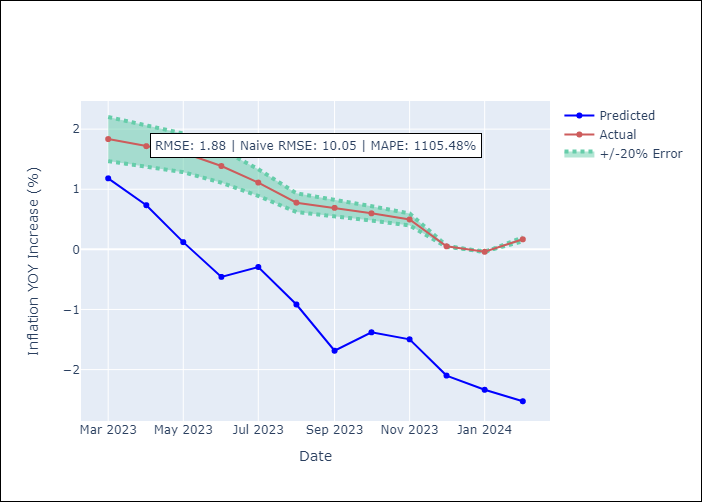 Predicted
Actual
+/-20% Error
RMSE: 1.88 | Naive RMSE: 10.05 | MAPE: 1105.48%
2
1
0
−1
−2
Inflation YOY Increase (%)
Mar 2023 May 2023 Jul 2023 Sep 2023 Nov 2023 Jan 2024
Date